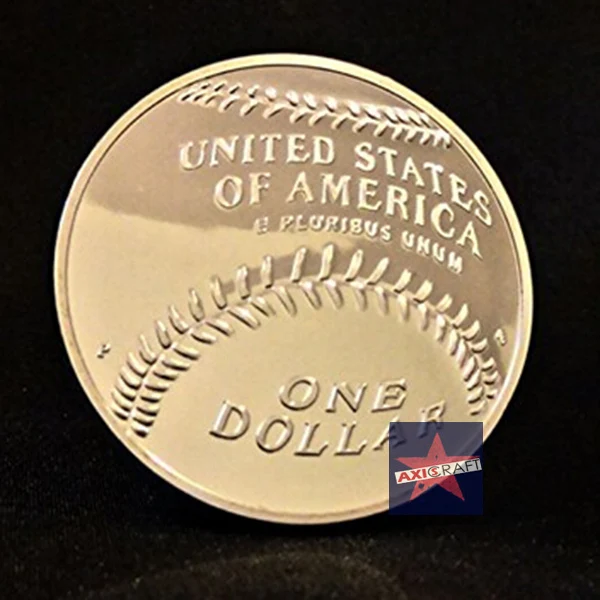 UNITED STATES
OF AMERICA
E PLURIBUS UNUM
ONE
DOLLAR
AXICRAFT